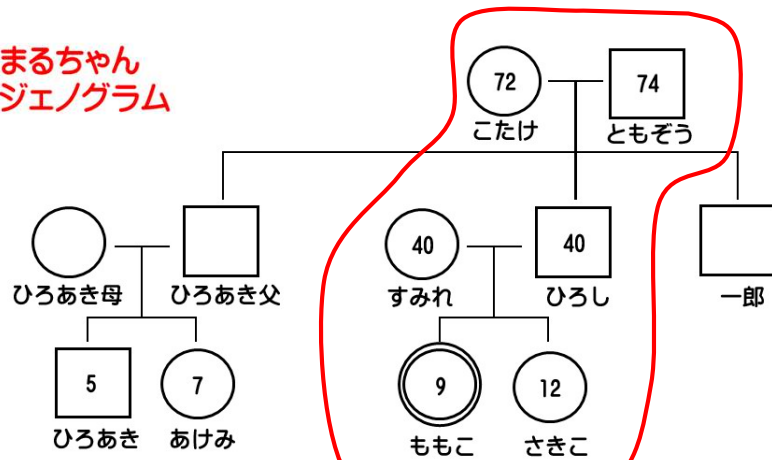 まるちゃん
ジェノグラム
72
74
こたけ
ともぞう
40
40
ひろあき母
ひろあき父
すみれ
ひろし
一郎
5
7
9
12
ひろあき
あけみ
ももこ
さきこ